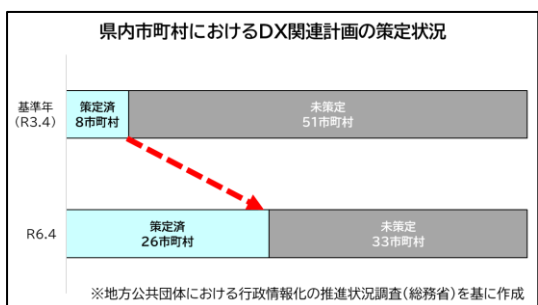 県内市町村におけるDX関連計画の策定状況
基準年
(R3.4)
策定済
8市町村
未策定
51市町村
R6.4
策定済
26市町村
未策定
33市町村
※地方公共団体における行政情報化の推進状況調査(総務省)を基に作成